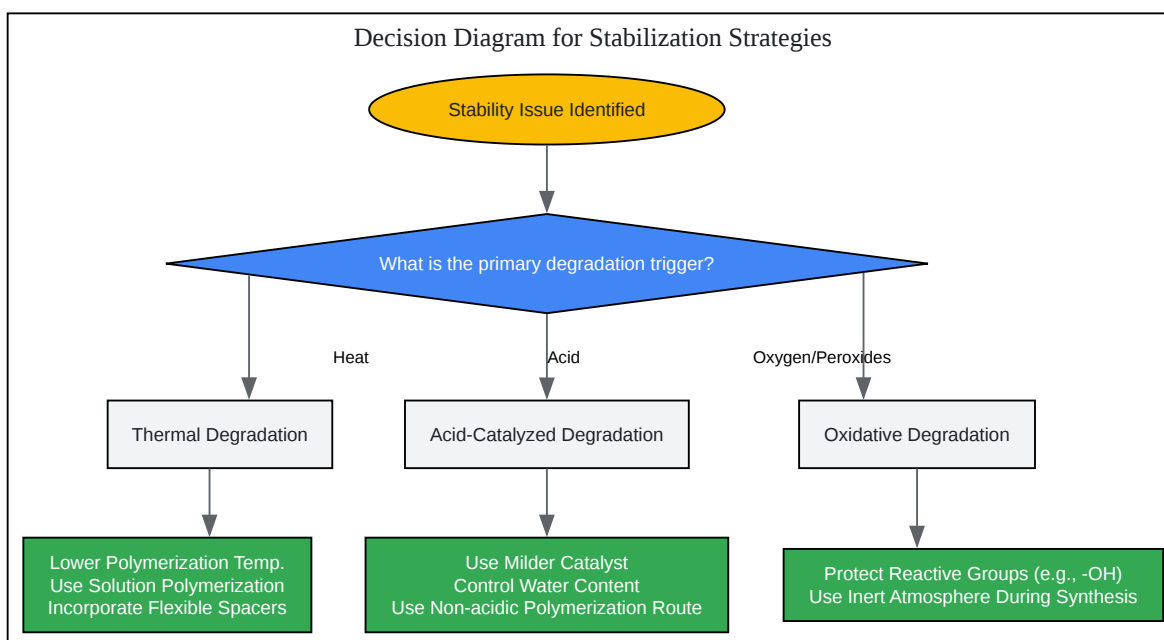 Decision Diagram for Stabilization Strategies
Stability Issue Identified
What is the primary degradation trigger?
Heat
Acid
Oxygen/Peroxides
Thermal Degradation
Acid-Catalyzed Degradation
Oxidative Degradation
Lower Polymerization Temp.
Use Solution Polymerization
Incorporate Flexible Spacers
Use Milder Catalyst
Control Water Content
Use Non-acidic Polymerization Route
Protect Reactive Groups (e.g., -OH)
Use Inert Atmosphere During Synthesis